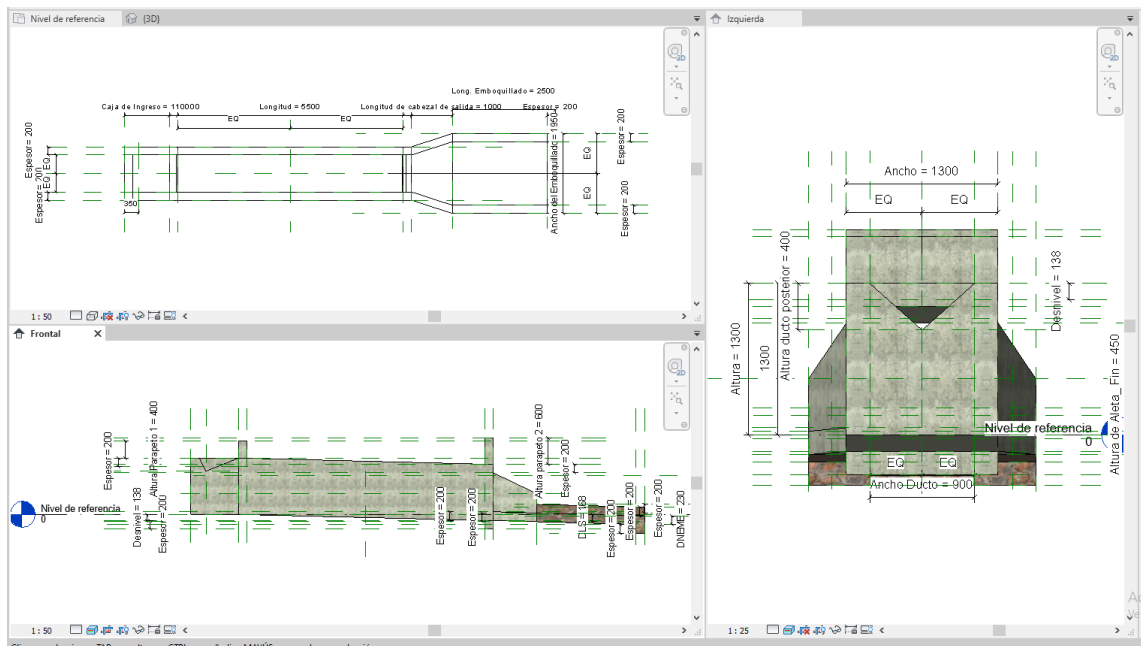 Nivel de referencia
(3D)
Izquierda
Long. Emboquillado = 2500
Caja de Ingreso = 110000
Longitud = 5500
Longitud de cabezal de salida = 1000
Espesor = 200
EQ
EQ
Espesor = 200
Espesor = 200
EQ
EQ
350
Ancho del Emboquillado = 1950
EQ
EQ
Espesor = 200
Espesor = 200
1 : 50
Frontal
X
Espesor = 200
Altura Parapeto 1 = 400
Altura parapeto 2 = 600
Espesor = 200
Nivel de referencia
0
Desnivel = 138
Espesor = 200
Espesor = 200
Espesor = 200
DLS = 168
Espesor = 200
Espesor = 200
Espesor = 200
DNEME = 230
1 : 50
Ancho = 1300
EQ
EQ
Altura ducto posterior = 400
Desnivel = 138
Altura = 1300
1300
Altura de Aleta_ Fin = 450
Nivel de referencia
0
EQ
EQ
Ancho Ducto = 900
1 : 25